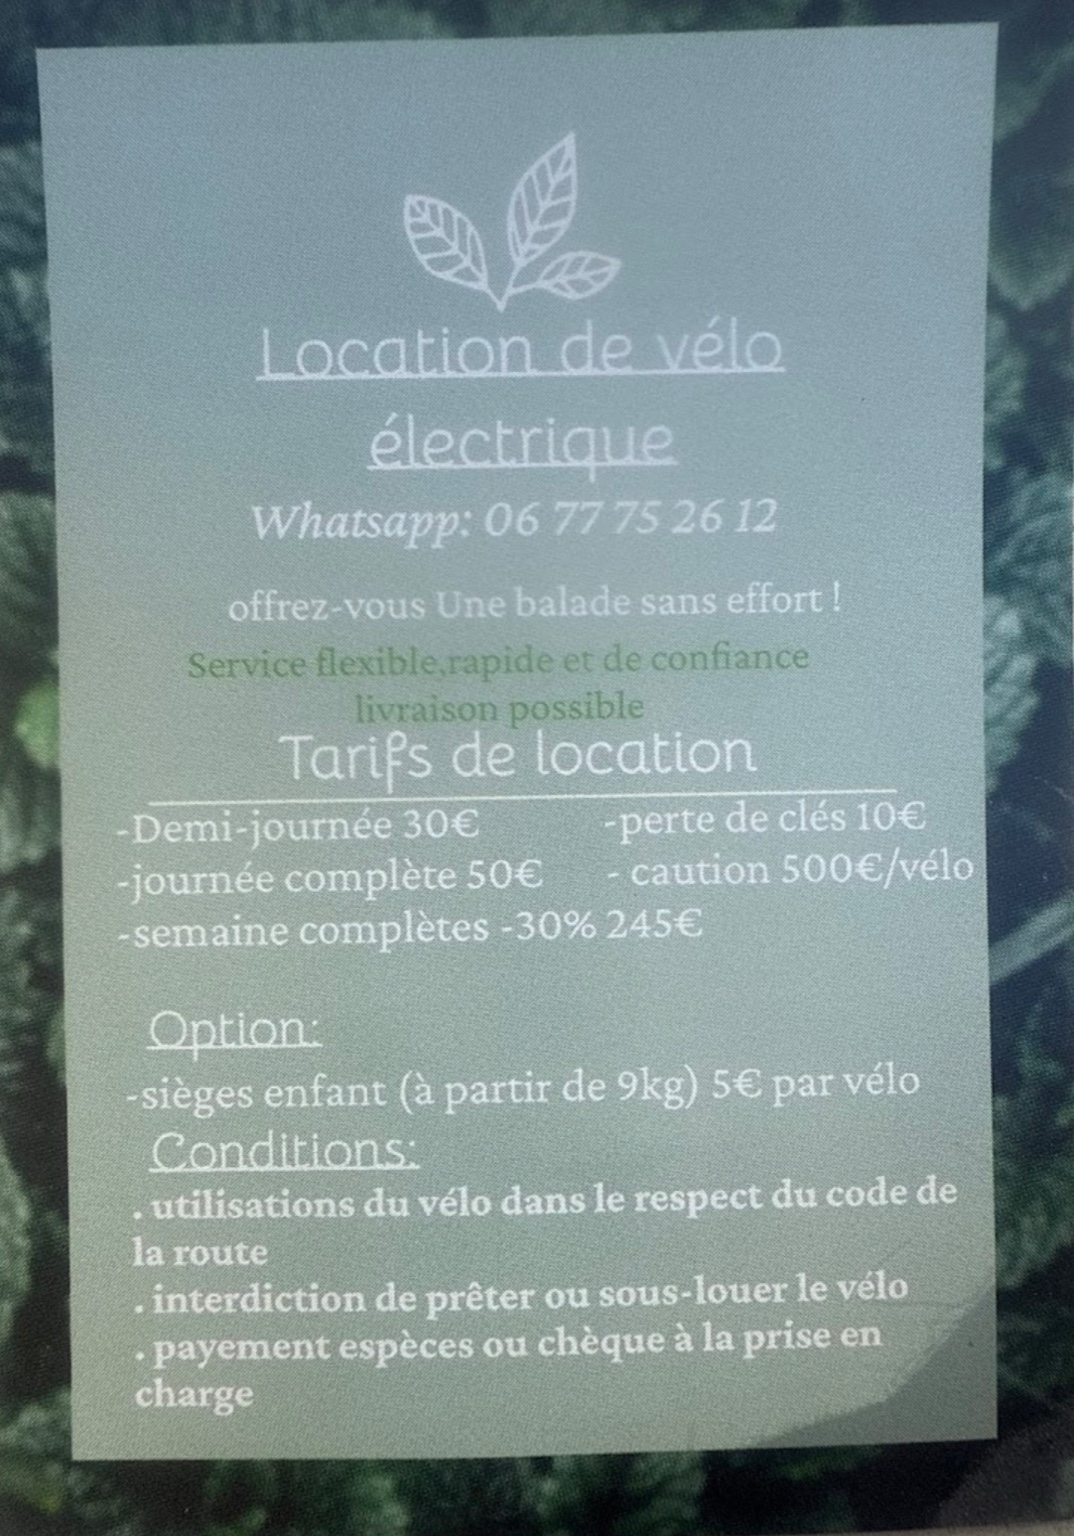 Location de vélo
électrique
Whatsapp: 06 77 75 26 12
offrez-vous Une balade sans effort !
Service flexible,rapide et de confiance
livraison possible
Tarifs de location
-Demi-journée 30€
-journée complète 50€
-semaine complètes -30% 245€
-perte de clés 10€
- caution 500€/vélo
Option:
-sièges enfant (à partir de 9kg) 5€ par vélo
Conditions:
. utilisations du vélo dans le respect du code de
la route
. interdiction de prêter ou sous-louer le vélo
. payement espèces ou chèque à la prise en
charge